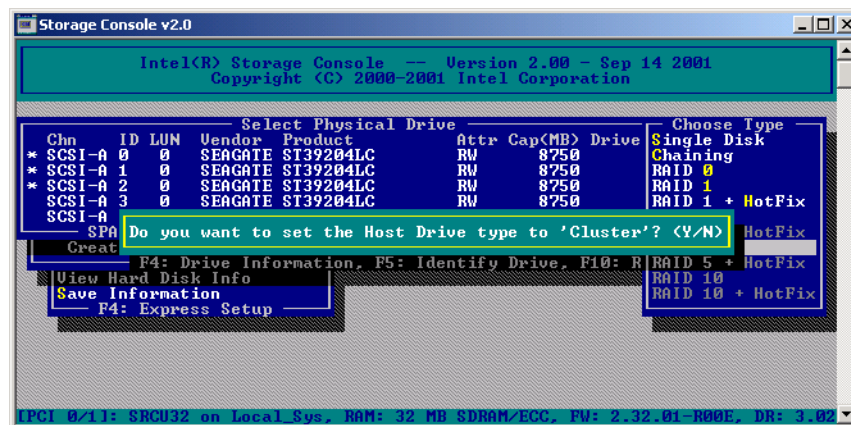 Storage Console v2.0
Intel(R) Storage Console -- Version 2.00 - Sep 14 2001
Copyright (C) 2000-2001 Intel Corporation
Select Physical Drive
Choose Type
Chn ID LUN Vendor Product Attr Cap(MB) Drive
Single Disk
* SCSI-A 0 0 SEAGATE ST39204LC RW 8750
Chaining
* SCSI-A 1 0 SEAGATE ST39204LC RW 8750
RAID 0
* SCSI-A 2 0 SEAGATE ST39204LC RW 8750
RAID 1
SCSI-A 3 0 SEAGATE ST39204LC RW 8750
RAID 1 + HotFix
SCSI-A
SPA
Do you want to set the Host Drive type to 'Cluster'? (Y/N)
HotFix
Creat
F4: Drive Information, F5: Identify Drive, F10: R
RAID 5 + HotFix
View Hard Disk Info
RAID 10
Save Information
RAID 10 + HotFix
F4: Express Setup
[PCI 0/1]: SRCU32 on Local_Sys, RAM: 32 MB SDRAM/ECC, FW: 2.32.01-R00E, DR: 3.02